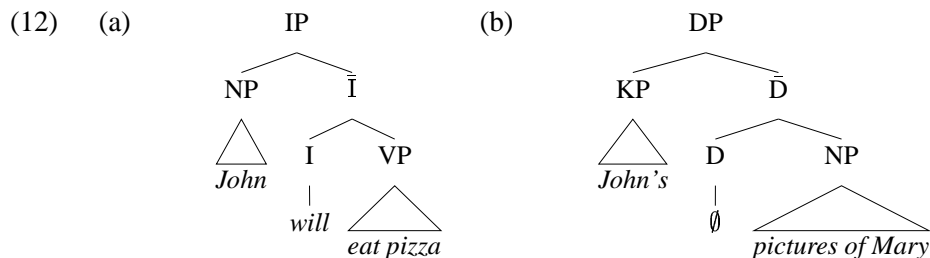 (12) (a) IP (b) DP
NP Ī KP D̄
I VP D NP
John John's
will ∅
eat pizza pictures of Mary